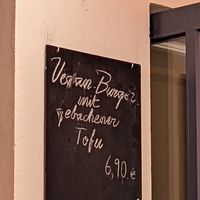 Vegan-Burger
mit
gebackener
Tofu
6,90 €